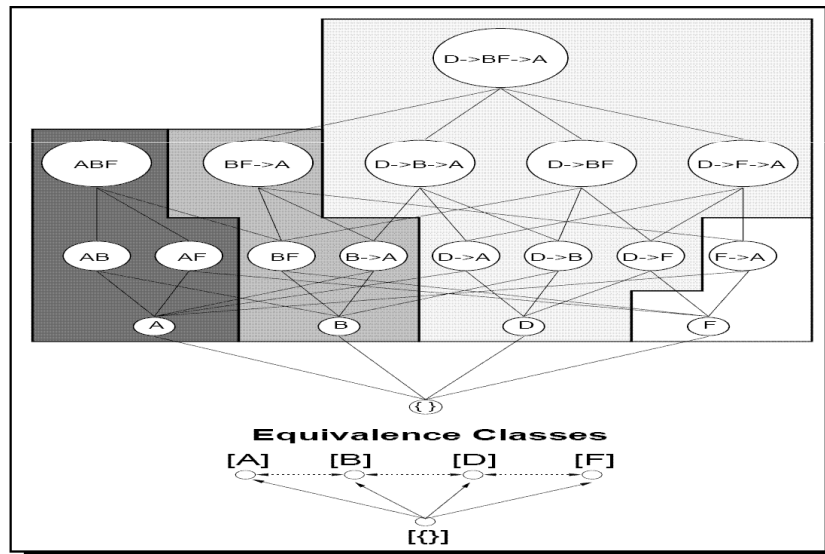 D->BF->A
ABF BF->A D->B->A D->BF D->F->A
AB AF BF B->A D->A D->B D->F F->A
A B D F
{ }
Equivalence Classes
[A] [B] [D] [F]
[{}]